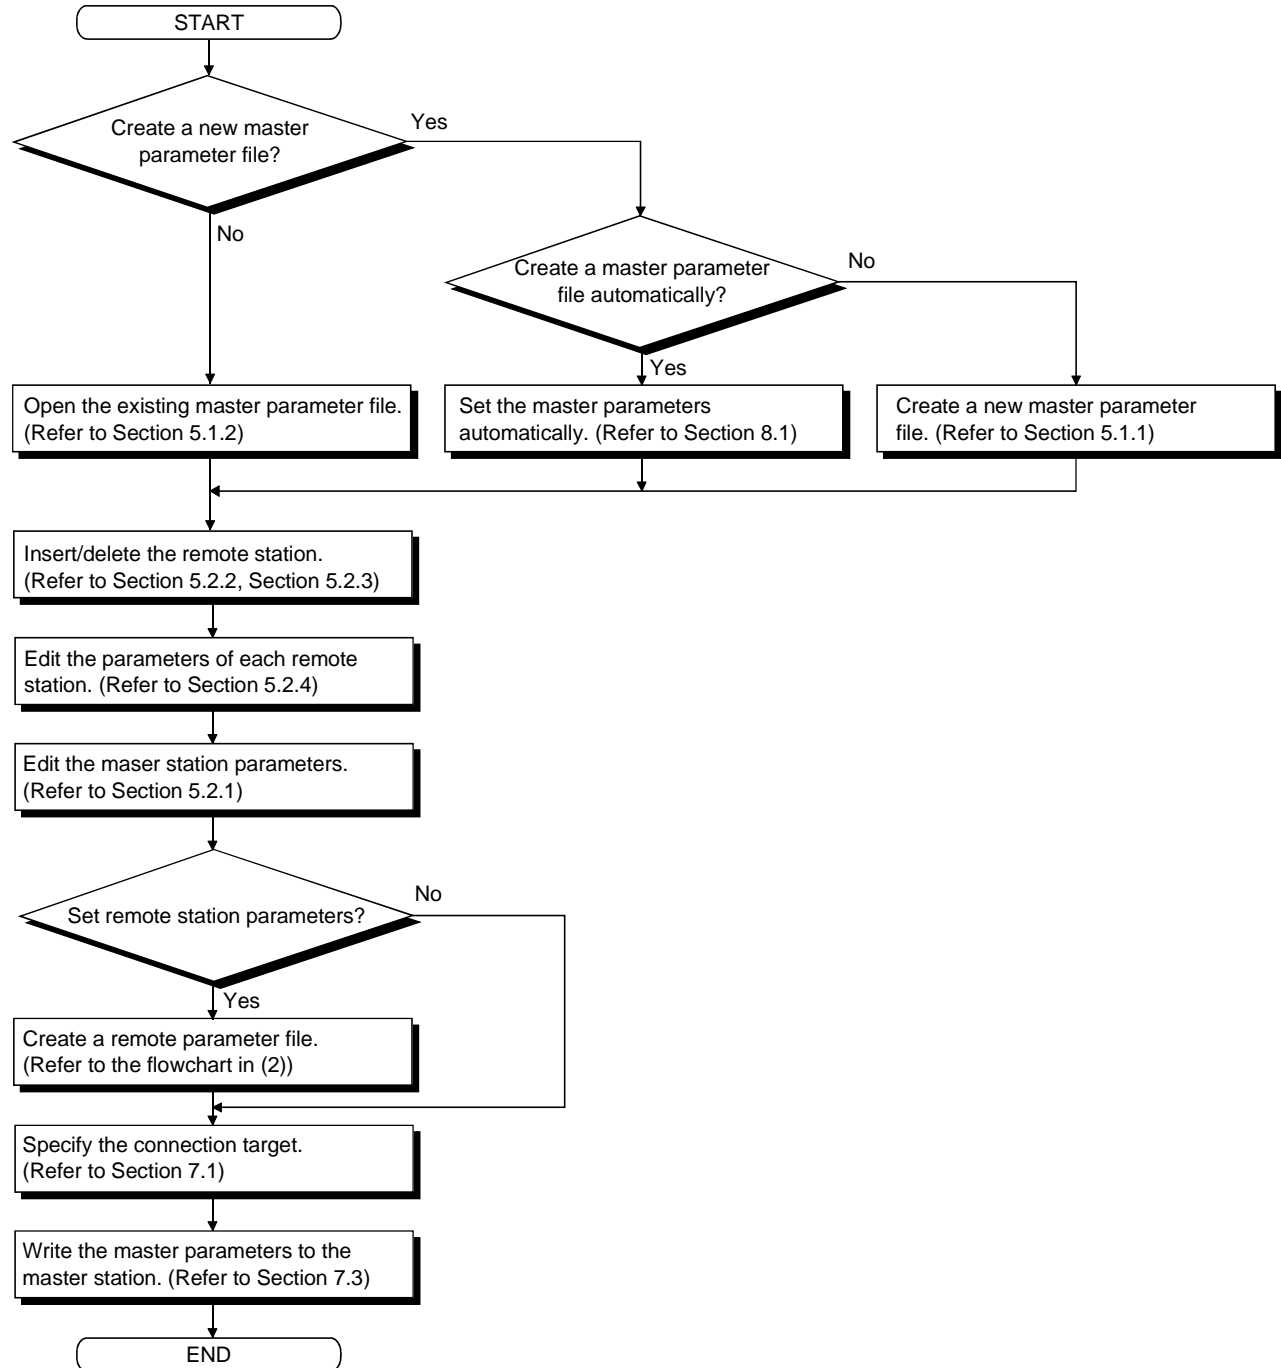 START
Create a new master
parameter file?
Yes
No
Create a master parameter
file automatically?
No
Yes
Open the existing master parameter file.
(Refer to Section 5.1.2)
Set the master parameters
automatically. (Refer to Section 8.1)
Create a new master parameter
file. (Refer to Section 5.1.1)
Insert/delete the remote station.
(Refer to Section 5.2.2, Section 5.2.3)
Edit the parameters of each remote
station. (Refer to Section 5.2.4)
Edit the maser station parameters.
(Refer to Section 5.2.1)
Set remote station parameters?
No
Yes
Create a remote parameter file.
(Refer to the flowchart in (2))
Specify the connection target.
(Refer to Section 7.1)
Write the master parameters to the
master station. (Refer to Section 7.3)
END